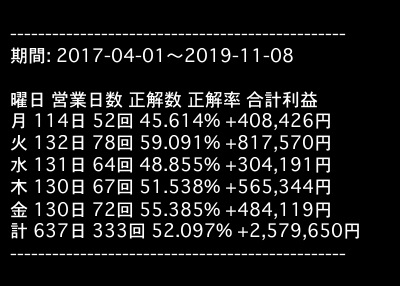 ------------------------------------------------
期間: 2017-04-01～2019-11-08
曜日 営業日数 正解数 正解率 合計利益
月 114日 52回 45.614% +408,426円
火 132日 78回 59.091% +817,570円
水 131日 64回 48.855% +304,191円
木 130日 67回 51.538% +565,344円
金 130日 72回 55.385% +484,119円
計 637日 333回 52.097% +2,579,650円
------------------------------------------------